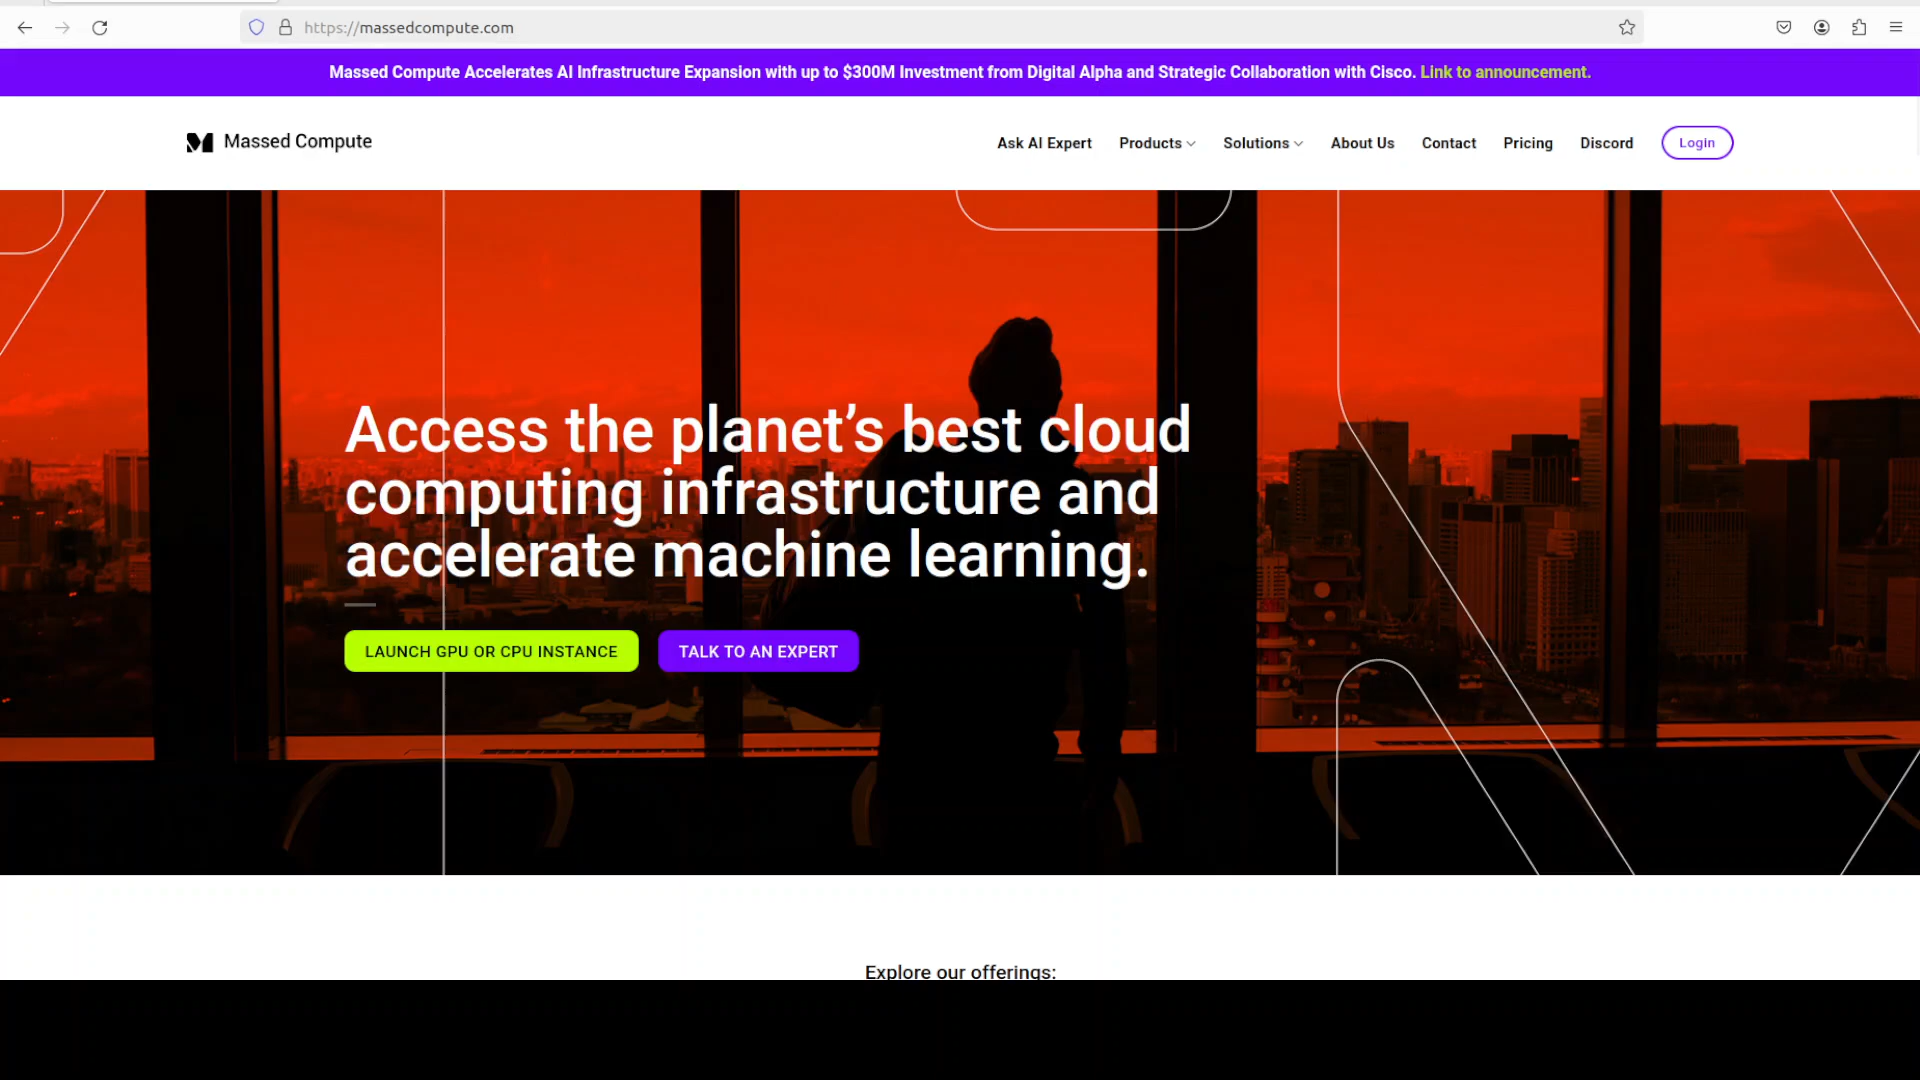 https://massedcompute.com
Massed Compute Accelerates AI Infrastructure Expansion with up to $300M Investment from Digital Alpha and Strategic Collaboration with Cisco. Link to announcement.
Massed Compute
Ask AI Expert
Products
Solutions
About Us
Contact
Pricing
Discord
Login
Access the planet’s best cloud
computing infrastructure and
accelerate machine learning.
LAUNCH GPU OR CPU INSTANCE
TALK TO AN EXPERT
Explore our offerings: